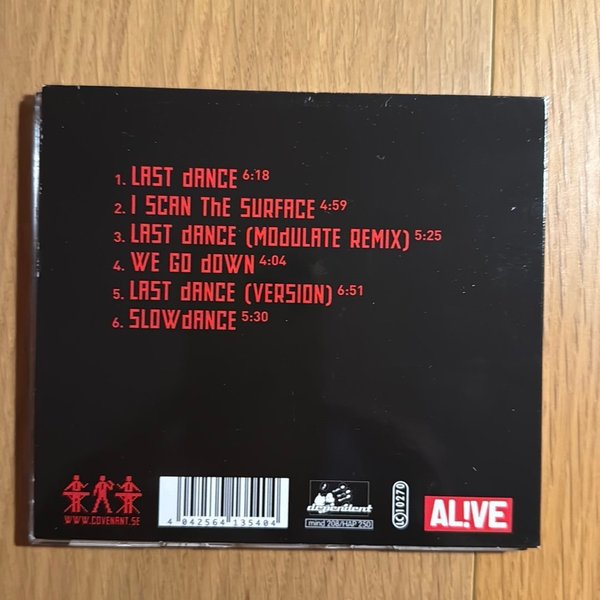 1. LAST dANCE 6:18
2. I SCAN ThE SURFACE 4:59
3. LAST dANCE (MOdULATE REMIX) 5:25
4. WE GO dOWN 4:04
5. LAST dANCE (VERSION) 6:51
6. SLOWdANCE 5:30
WWW.COVENANT.SE
4 042564 135404
dependent
mind 208/HAP 250
LC 10270
AL!VE